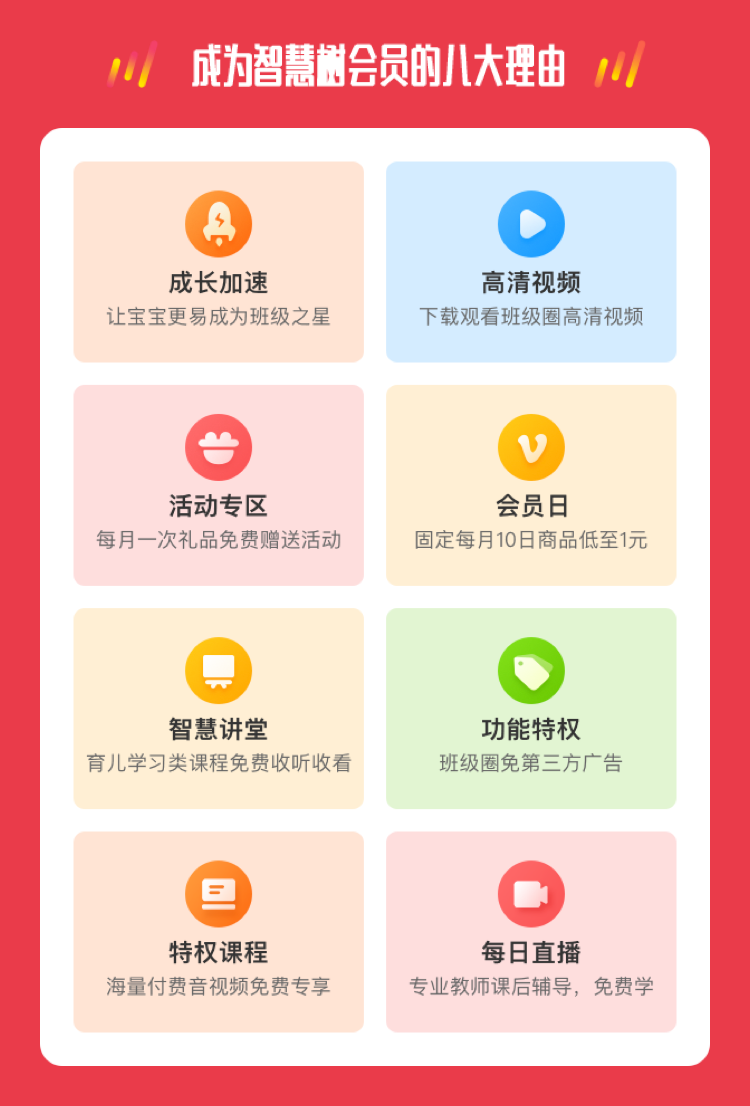 成为智慧树会员的八大理由
成长加速
让宝宝更易成为班级之星
高清视频
下载观看班级圈高清视频
活动专区
每月一次礼品免费赠送活动
会员日
固定每月10日商品低至1元
智慧讲堂
育儿学习类课程免费收听收看
功能特权
班级圈免第三方广告
特权课程
海量付费音视频免费专享
每日直播
专业教师课后辅导，免费学